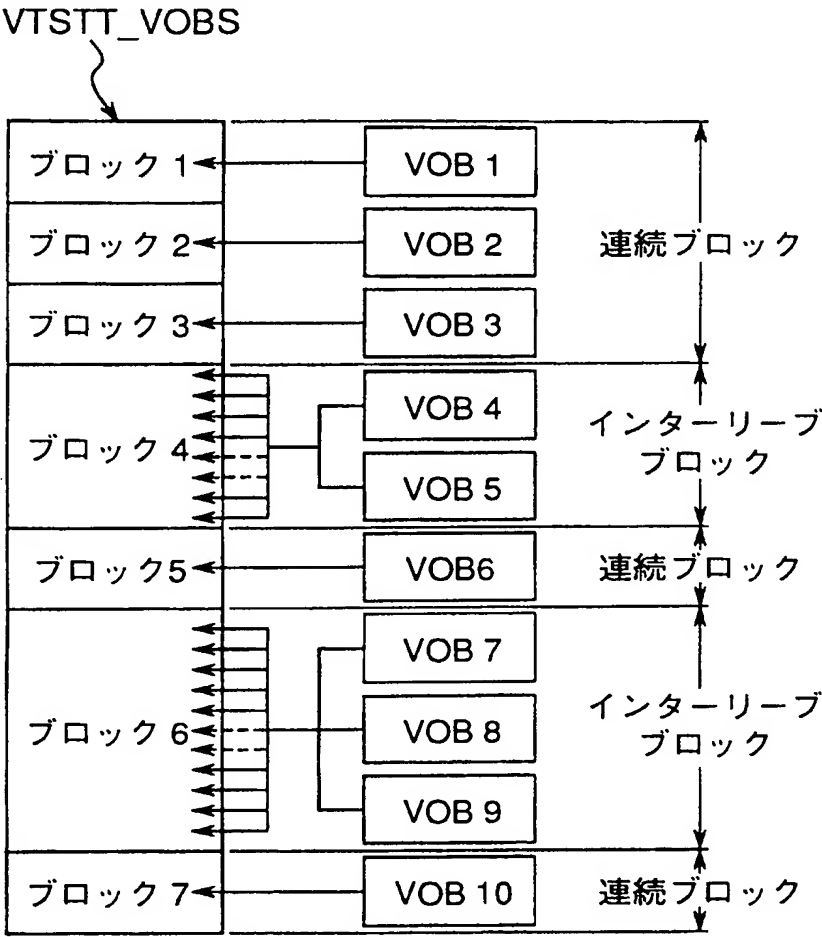 VTSTT_VOBS
ブロック 1
VOB 1
ブロック 2
VOB 2
連続ブロック
ブロック 3
VOB 3
ブロック 4
VOB 4
VOB 5
インターリーブ
ブロック
ブロック5
VOB6
連続ブロック
ブロック 6
VOB 7
VOB 8
VOB 9
インターリーブ
ブロック
ブロック 7
VOB 10
連続ブロック